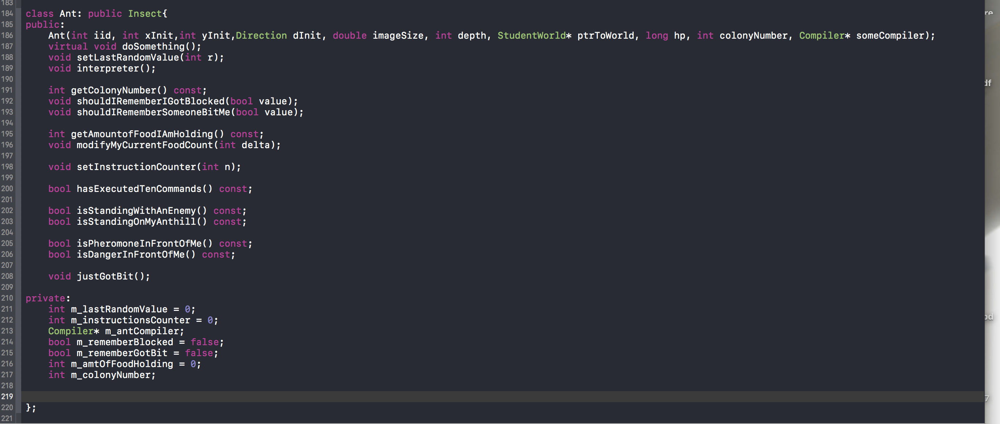 183
184 class Ant: public Insect{
185 public:
186     Ant(int iid, int xInit,int yInit,Direction dInit, double imageSize, int depth, StudentWorld* ptrToWorld, long hp, int colonyNumber, Compiler* someCompiler);
187     virtual void doSomething();
188     void setLastRandomValue(int r);
189     void interpreter();
190
191     int getColonyNumber() const;
192     void shouldIRememberIGotBlocked(bool value);
193     void shouldIRememberSomeoneBitMe(bool value);
194
195     int getAmountofFoodIAmHolding() const;
196     void modifyMyCurrentFoodCount(int delta);
197
198     void setInstructionCounter(int n);
199
200     bool hasExecutedTenCommands() const;
201
202     bool isStandingWithAnEnemy() const;
203     bool isStandingOnMyAnthill() const;
204
205     bool isPheromoneInFrontOfMe() const;
206     bool isDangerInFrontOfMe() const;
207
208     void justGotBit();
209
210 private:
211     int m_lastRandomValue = 0;
212     int m_instructionsCounter = 0;
213     Compiler* m_antCompiler;
214     bool m_rememberBlocked = false;
215     bool m_rememberGotBit = false;
216     int m_amtOfFoodHolding = 0;
217     int m_colonyNumber;
218
219
220 };
221